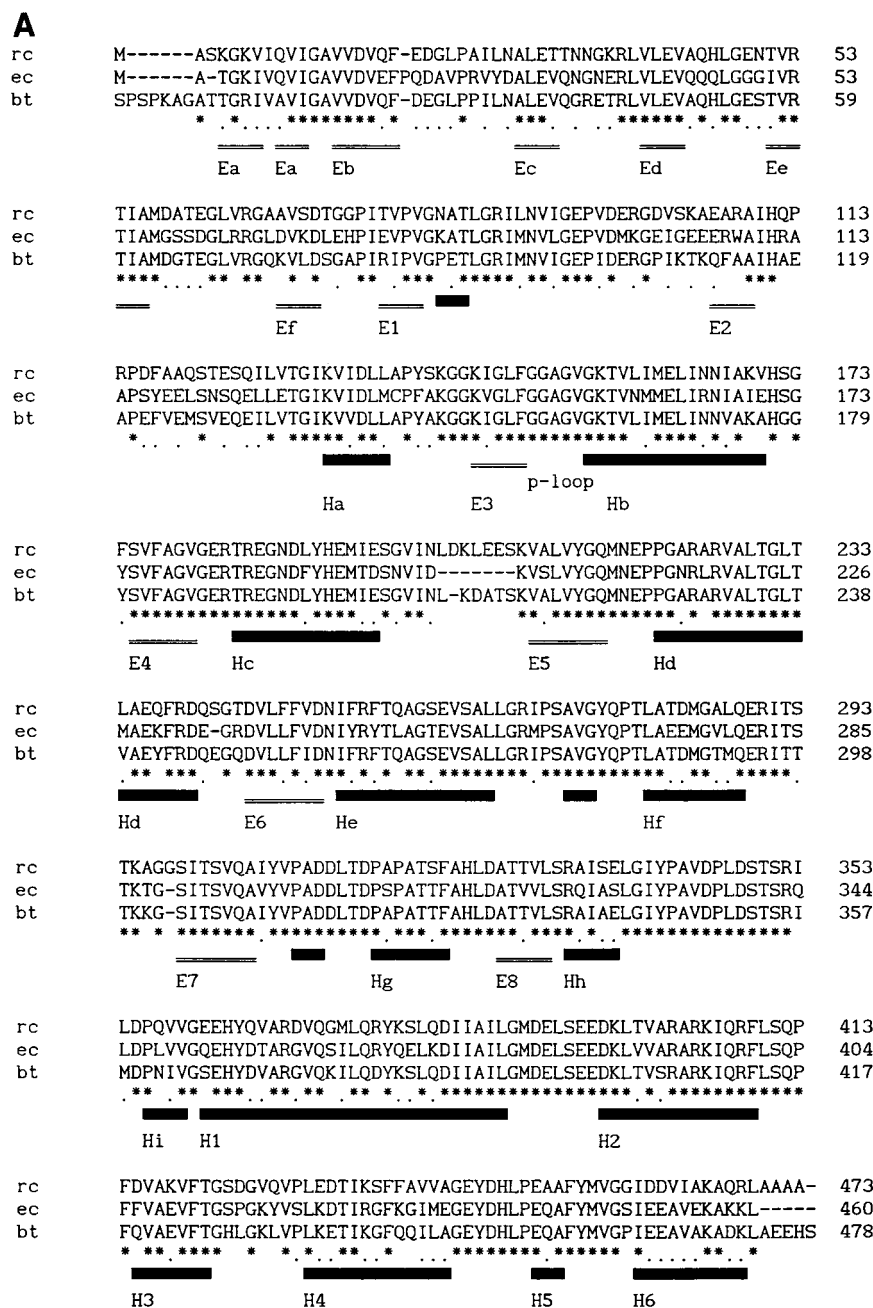 A
rc M------ASKGKVIQVIGAVVDVQF-EDGLPAILNALETTNNGKRLVLEVAQHLGENTVR 53
ec M------A-TGKIVQVIGAVVDVEFPQDAVPRVYDALEVQNGNERLVLEVQQQLGGGIVR 53
bt SPSPKAGATTGRIVAVIGAVVDVQF-DEGLPPILNALEVQGRETRLVLEVAQHLGESTVR 59
Ea Ea Eb Ec Ed Ee
rc TIAMDATEGLVRGAAVSDTGGPITVPVGNATLGRILNVIGEPVDERGDVSKAEARAIHQP 113
ec TIAMGSSDGLRRGLDVKDLEHPIEVPVGKATLGRIMNVLGEPVDMKGEIGEEERWAIHRA 113
bt TIAMDGTEGLVRGQKVLDSGAPIRIPVGPETLGRIMNVIGEPIDERGPIKTKQFAAIHAE 119
Ef E1 E2
rc RPDFAAQSTESQILVTGIKVIDLLAPYSKGGKIGLFGGAGVGKTVLIMELINNIAKVHSG 173
ec APSYEELSNSQELLETGIKVIDLMCPFAKGGKVGLFGGAGVGKTVNMMELIRNIAIEHSG 173
bt APEFVEMSVEQEILVTGIKVVDLLAPYAKGGKIGLFGGAGVGKTVLIMELINNVAKAHGG 179
p-loop
Ha E3 Hb
rc FSVFAGVGERTREGNDLYHEMIESGVINLDKLEESKVALVYGQMNEPPGARARVALTGLT 233
ec YSVFAGVGERTREGNDFYHEMTDSNVID-------KVSLVYGQMNEPPGNRLRVALTGLT 226
bt YSVFAGVGERTREGNDLYHEMIESGVINL-KDATSKVALVYGQMNEPPGARARVALTGLT 238
E4 Hc E5 Hd
rc LAEQFRDQSGTDVLFFVDNIFRFTQAGSEVSALLGRIPSAVGYQPTLATDMGALQERITS 293
ec MAEKFRDE-GRDVLLFVDNIYRYTLAGTEVSALLGRMPSAVGYQPTLAEEMGVLQERITS 285
bt VAEYFRDQEGQDVLLFIDNIFRFTQAGSEVSALLGRIPSAVGYQPTLATDMGTMQERITT 298
Hd E6 He Hf
rc TKAGGSITSVQAIYVPADDLTDPAPATSFAHLDATTVLSRAISELGIYPAVDPLDSTSRI 353
ec TKTG-SITSVQAVYVPADDLTDPSPATTFAHLDATVVLSRQIASLGIYPAVDPLDSTSRQ 344
bt TKKG-SITSVQAIYVPADDLTDPAPATTFAHLDATTVLSRAIAELGIYPAVDPLDSTSRI 357
E7 Hg E8 Hh
rc LDPQVVGEEHYQVARDVQGMLQRYKSLQDIIAILGMDELSEEDKLTVARARKIQRFLSQP 413
ec LDPLVVGQEHYDTARGVQSILQRYQELKDIIAILGMDELSEEDKLVVARARKIQRFLSQP 404
bt MDPNIVGSEHYDVARGVQKILQDYKSLQDIIAILGMDELSEEDKLTVSRARKIQRFLSQP 417
Hi H1 H2
rc FDVAKVFTGSDGVQVPLEDTIKSFFAVVAGEYDHLPEAAFYMVGGIDDVIAKAQRLAAAA- 473
ec FFVAEVFTGSPGKYVSLKDTIRGFKGIMEGEYDHLPEQAFYMVGSIEEAVEKAKKL----- 460
bt FQVAEVFTGHLGKLVPLKETIKGFQQILAGEYDHLPEQAFYMVGPIEEAVAKADKLAEEHS 478
H3 H4 H5 H6